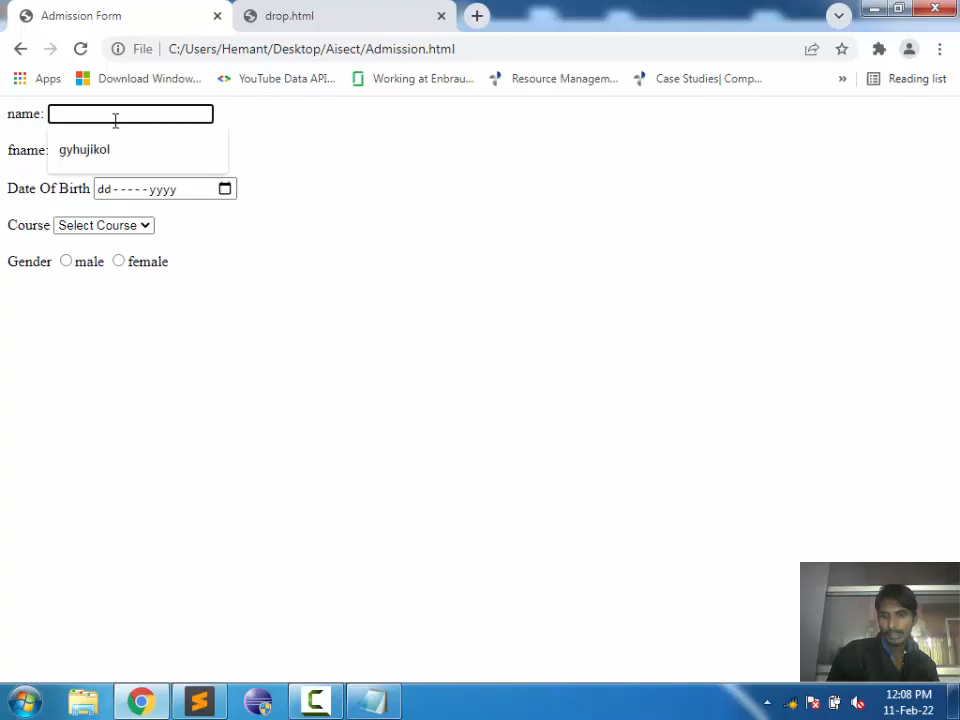 Admission Form
drop.html
File
C:/Users/Hemant/Desktop/Aisect/Admission.html
Apps
Download Window...
YouTube Data API...
Working at Enbrau...
Resource Managem...
Case Studies| Comp...
»
Reading list
name:
gyhujikol
fname:
Date Of Birth dd-----yyyy
Course Select Course
Gender male female
12:08 PM
11-Feb-22